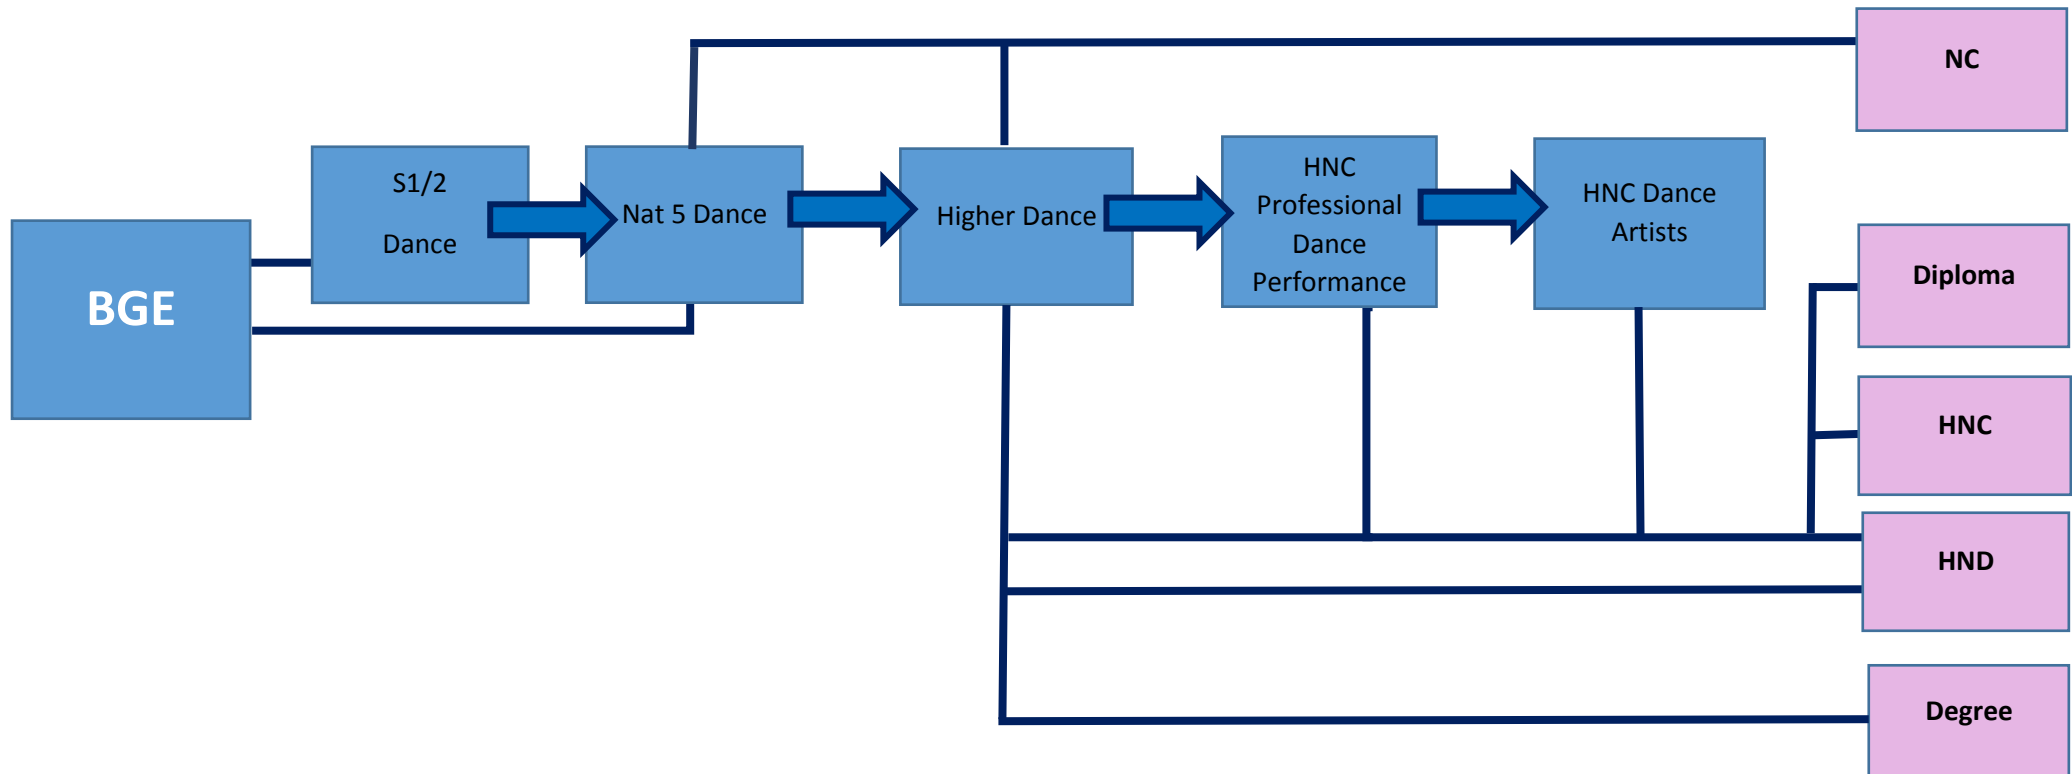 NC
S1/2
Dance
Nat 5 Dance
Higher Dance
HNC
Professional
Dance
Performance
HNC Dance
Artists
BGE
Diploma
HNC
HND
Degree